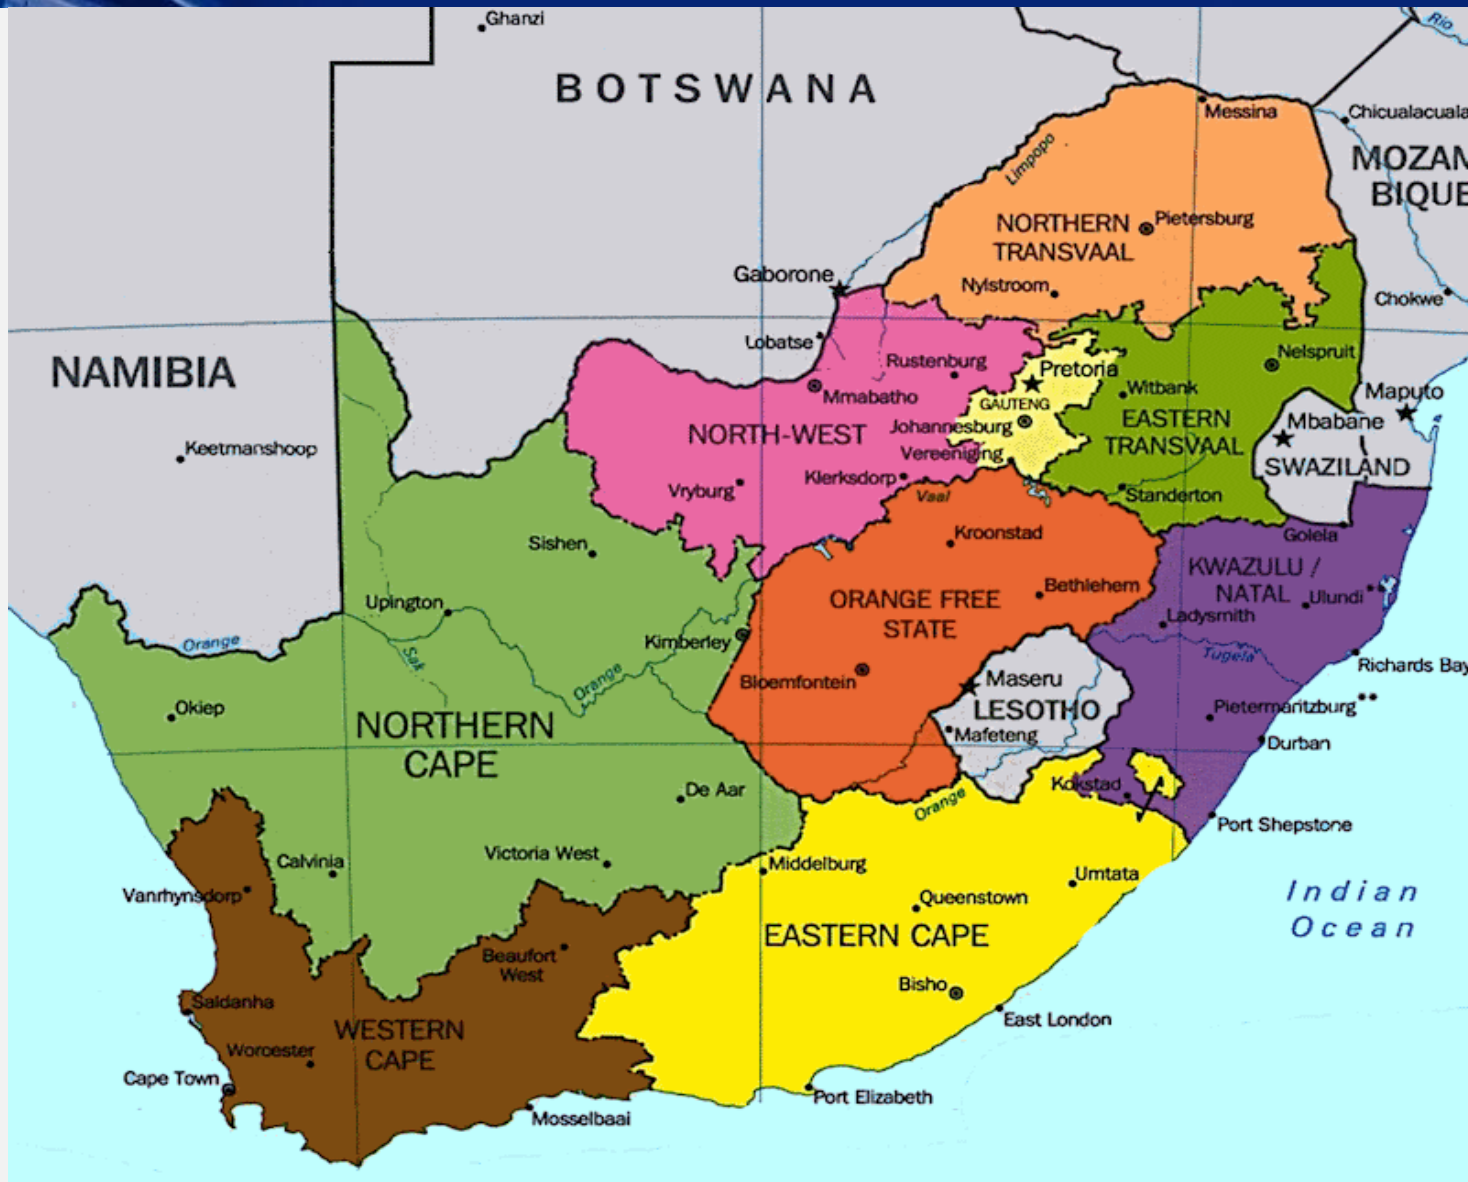 Ghanzi
BOTSWANA
Rio
Messina
Chicualacuala
MOZAM
BIQUE
Limpopo
NORTHERN
TRANSVAAL
Pietersburg
Gaborone
Nylstroom
Chokwe
Lobatse
NAMIBIA
Rustenburg
Pretoria
Nelspruit
Mmabatho
GAUTENG
Witbank
Maputo
NORTH-WEST
Johannesburg
EASTERN
TRANSVAAL
Mbabane
Keetmanshoop
Vereeniging
SWAZILAND
Klerksdorp
Vryburg
Vaal
Standerton
Sishen
Kroonstad
Golela
KWAZULU /
NATAL
Ulundi
Upington
ORANGE FREE
STATE
Bethlehem
Ladysmith
Orange
Sak
Kimberley
Tugela
Orange
Bloemfontein
Maseru
Richards Bay
Okiep
LESOTHO
Pietermaritzburg
NORTHERN
CAPE
Mafeteng
Durban
De Aar
Orange
Kokstad
Port Shepstone
Calvinia
Victoria West
Middelburg
Umtata
Vanrhynsdorp
Queenstown
Indian
Ocean
EASTERN CAPE
Beaufort
West
Bisho
Saldanha
East London
WESTERN
CAPE
Worcester
Cape Town
Port Elizabeth
Mosselbaai